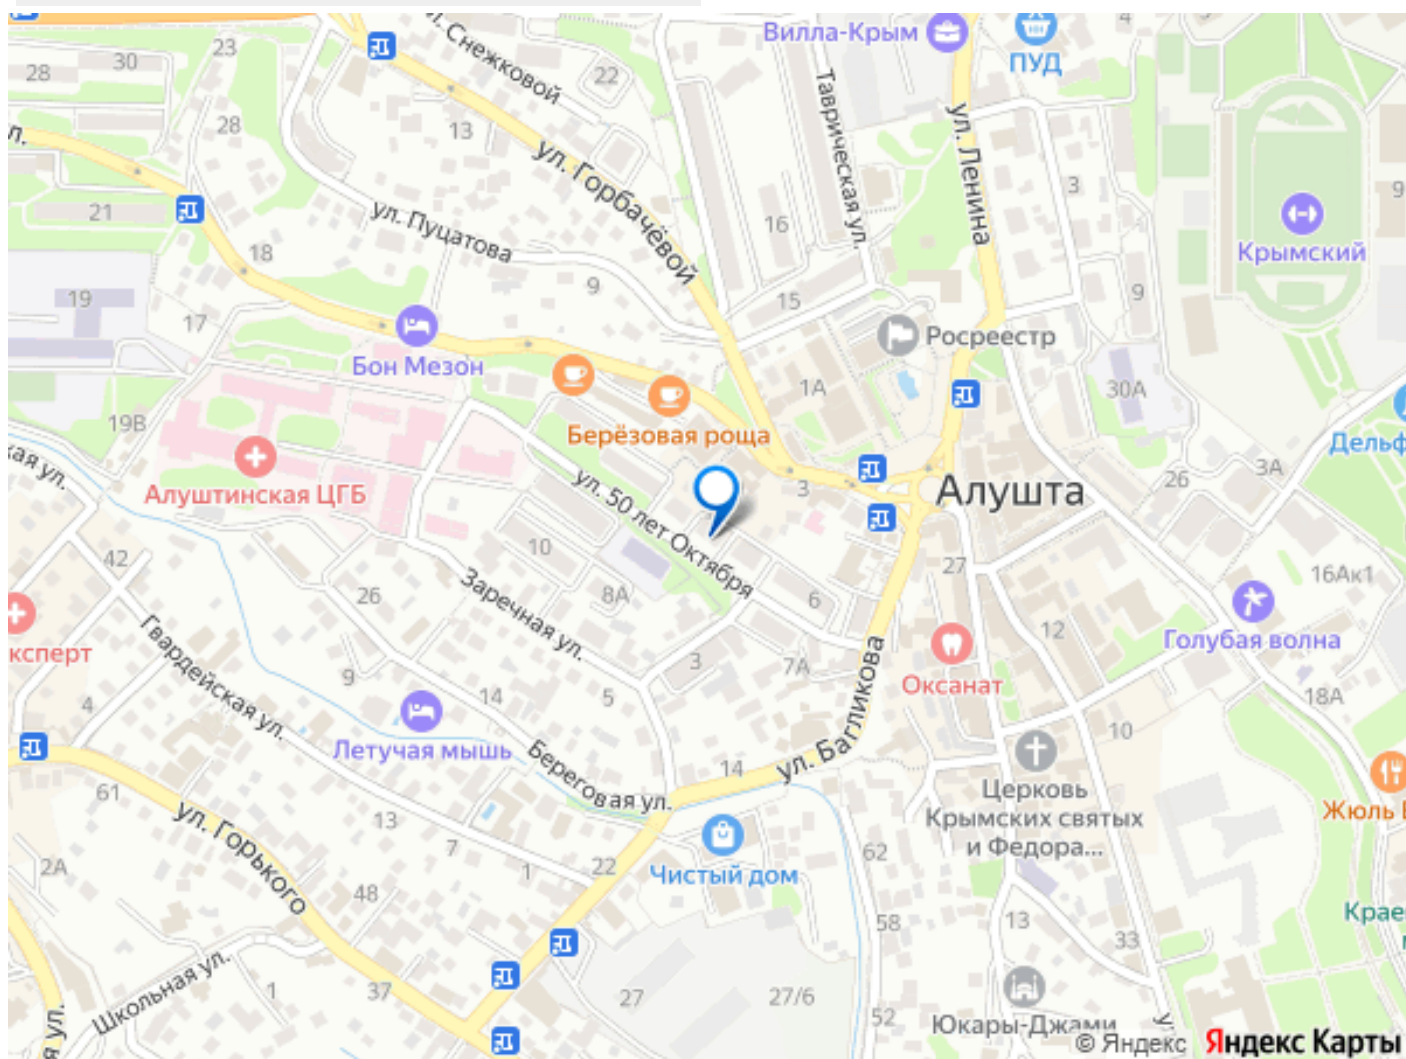 Вилла-Крым
ПУД
4
23
30
28
ул. Снежковой
22
13
28
ул. Горбачёвой
Таврическая ул.
ул. Ленина
3
9
21
ул. Пуцатова
16
Крымский
18
9
19
17
15
9
Бон Мезон
Росреестр
1А
30А
19В
Берёзовая роща
Дельф
3А
26
Алуштинская ЦГБ
3
Алушта
кая ул.
ул. 50 лет Октября
10
42
27
16Ак1
26
8А
6
Заречная ул.
12
Голубая волна
ксперт
Гвардейская ул.
3
7А
9
5
Оксанат
18А
4
14
ул. Багликова
10
Летучая мышь
14
Береговая ул.
Церковь
Крымских святых
и Федора...
61
ул. Горького
13
7
1
22
Чистый дом
62
Жюль В
2А
48
58
13
33
Крае
м
Школьная ул.
1
37
27
27/6
52
Юкары-Джами
я ул.
у
© Яндекс
Яндекс Карты